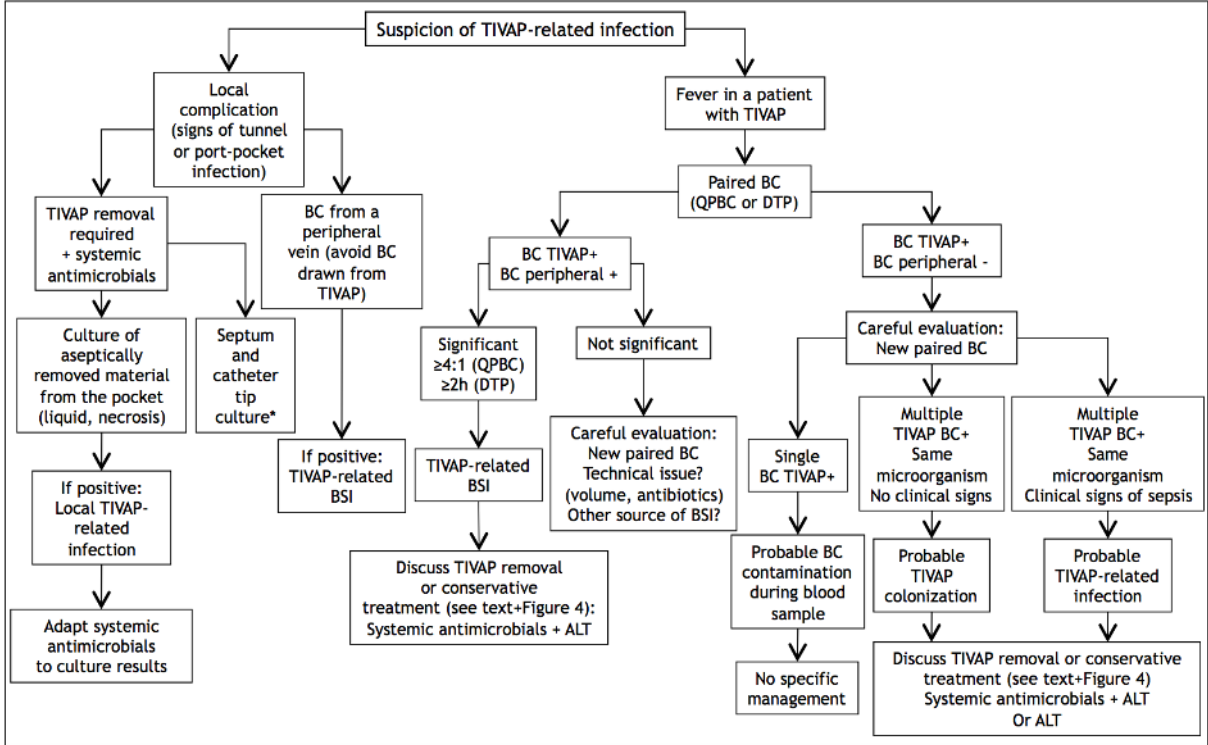 Suspicion of TIVAP-related infection
Local
complication
(signs of tunnel
or port-pocket
infection)
Fever in a patient
with TIVAP
Paired BC
(QPBC or DTP)
TIVAP removal
required
+ systemic
antimicrobials
BC from a
peripheral
vein (avoid BC
drawn from
TIVAP)
BC TIVAP+
BC peripheral +
BC TIVAP+
BC peripheral -
Culture of
aseptically
removed material
from the pocket
(liquid, necrosis)
Septum
and
catheter
tip
culture*
Significant
≥4:1 (QPBC)
≥2h (DTP)
Not significant
Careful evaluation:
New paired BC
If positive:
TIVAP-related
BSI
TIVAP-related
BSI
Careful evaluation:
New paired BC
Technical issue?
(volume, antibiotics)
Other source of BSI?
Single
BC TIVAP+
Multiple
TIVAP BC+
Same
microorganism
No clinical signs
Multiple
TIVAP BC+
Same
microorganism
Clinical signs of sepsis
If positive:
Local TIVAP-
related
infection
Discuss TIVAP removal
or conservative
treatment (see text+Figure 4):
Systemic antimicrobials + ALT
Probable BC
contamination
during blood
sample
Probable
TIVAP
colonization
Probable
TIVAP-related
infection
Adapt systemic
antimicrobials
to culture results
No specific
management
Discuss TIVAP removal or conservative
treatment (see text+Figure 4)
Systemic antimicrobials + ALT
Or ALT